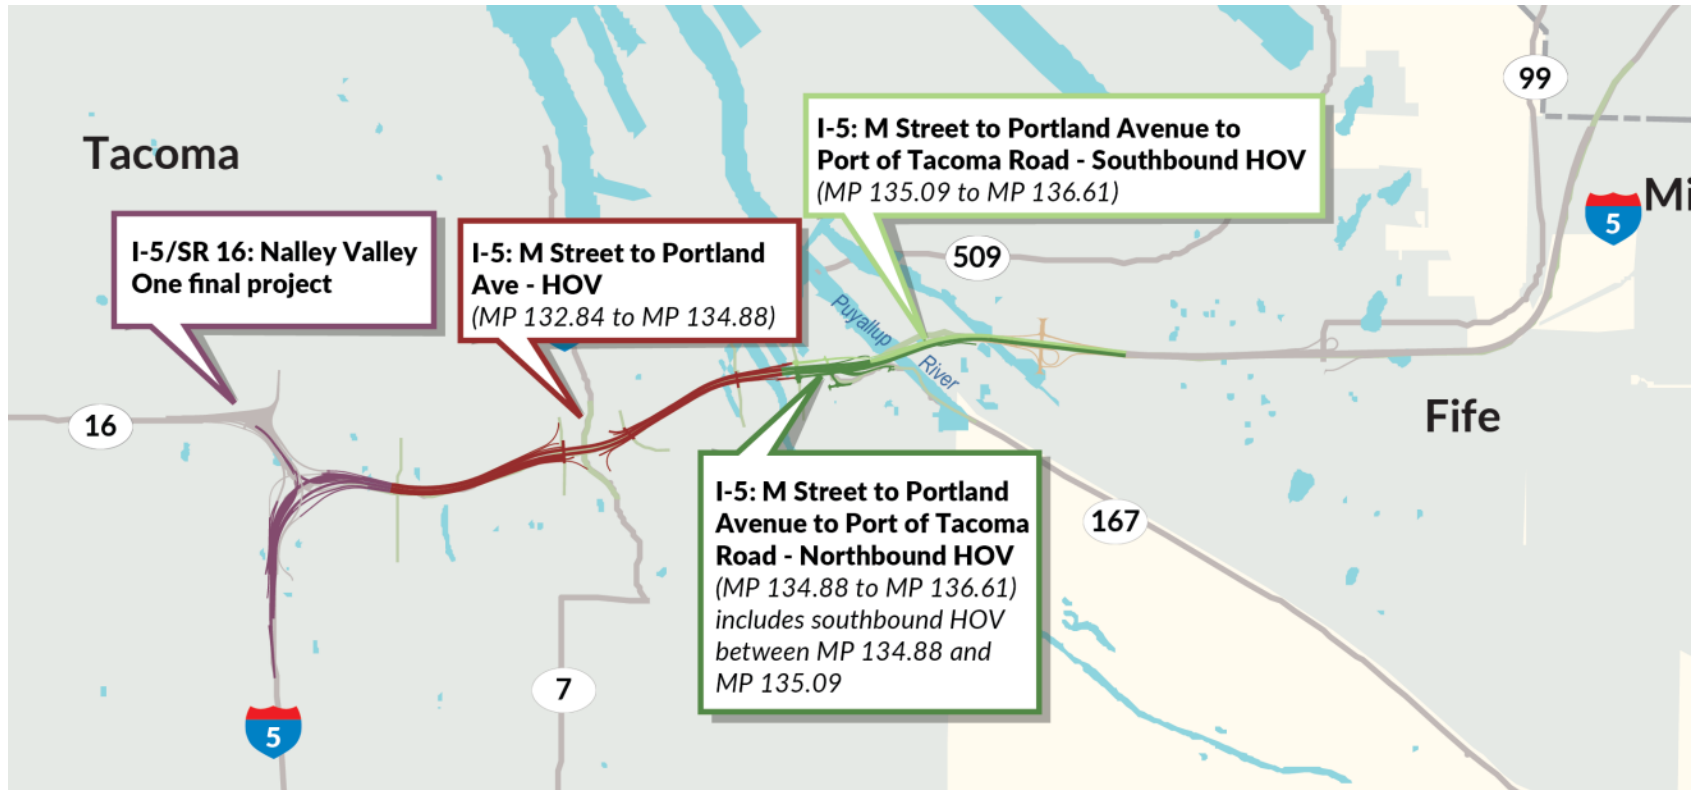 99
I-5: M Street to Portland Avenue to
Port of Tacoma Road - Southbound HOV
(MP 135.09 to MP 136.61)
Tacoma
Mi
5
I-5/SR 16: Nalley Valley
One final project
I-5: M Street to Portland
Ave - HOV
(MP 132.84 to MP 134.88)
509
Puyallup
River
16
Fife
I-5: M Street to Portland
Avenue to Port of Tacoma
Road - Northbound HOV
(MP 134.88 to MP 136.61)
includes southbound HOV
between MP 134.88 and
MP 135.09
167
7
5